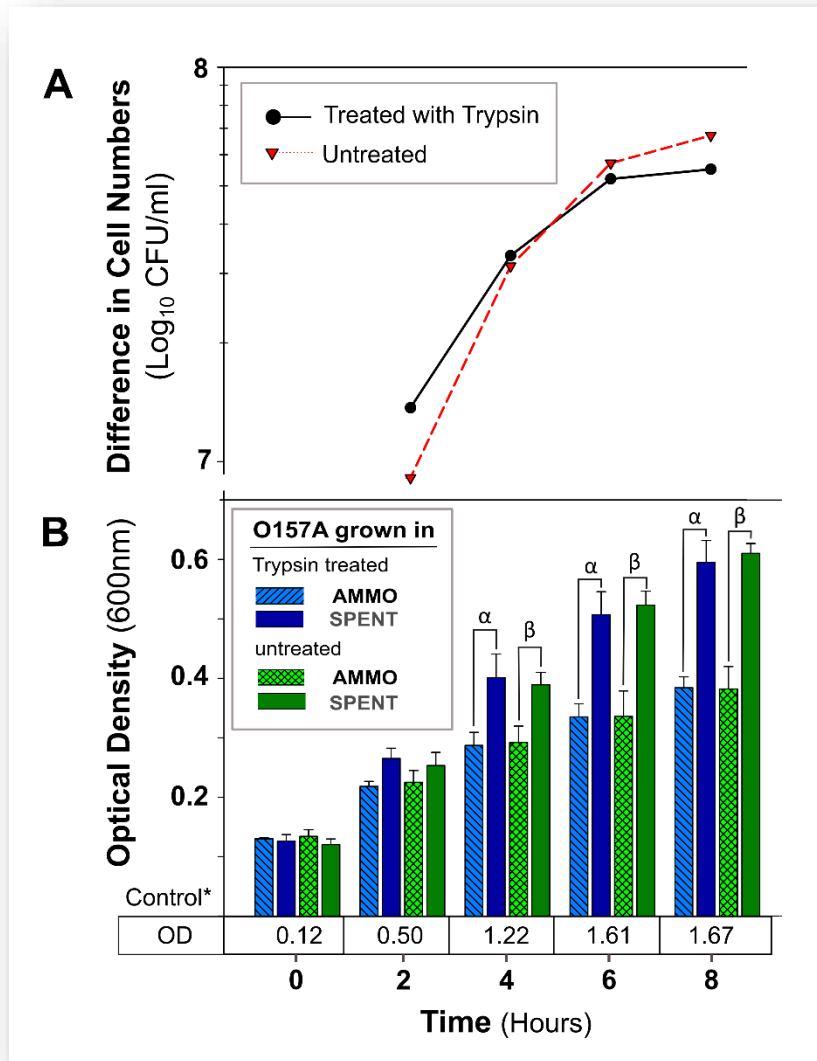 A
8
Difference in Cell Numbers
(Log10 CFU/ml)
Treated with Trypsin
Untreated
7
B
Optical Density (600nm)
0.6
0.4
0.2
O157A grown in
Trypsin treated
AMMO
SPENT
untreated
AMMO
SPENT
α β
α β
α β
Control*
OD 0.12 0.50 1.22 1.61 1.67
0 2 4 6 8
Time (Hours)